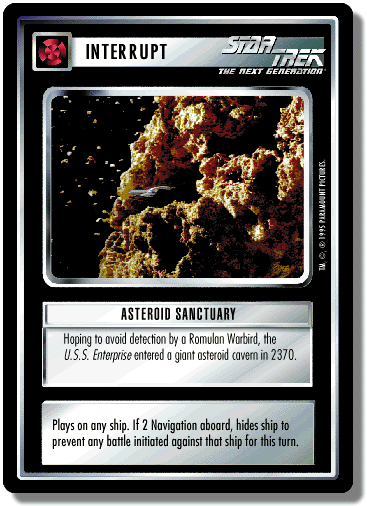 INTERRUPT
STAR TREK
THE NEXT GENERATION®
TM, ©, ® 1995 PARAMOUNT PICTURES.
ASTEROID SANCTUARY
Hoping to avoid detection by a Romulan Warbird, the
U.S.S. Enterprise entered a giant asteroid cavern in 2370.
Plays on any ship. If 2 Navigation aboard, hides ship to
prevent any battle initiated against that ship for this turn.